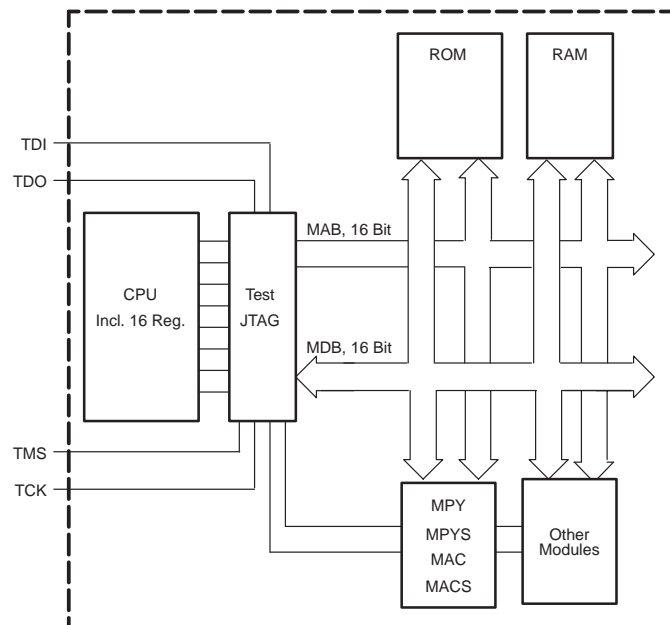 ROM
RAM
TDI
TDO
MAB, 16 Bit
CPU
Incl. 16 Reg.
Test
JTAG
MDB, 16 Bit
TMS
TCK
MPY
MPYS
MAC
MACS
Other
Modules